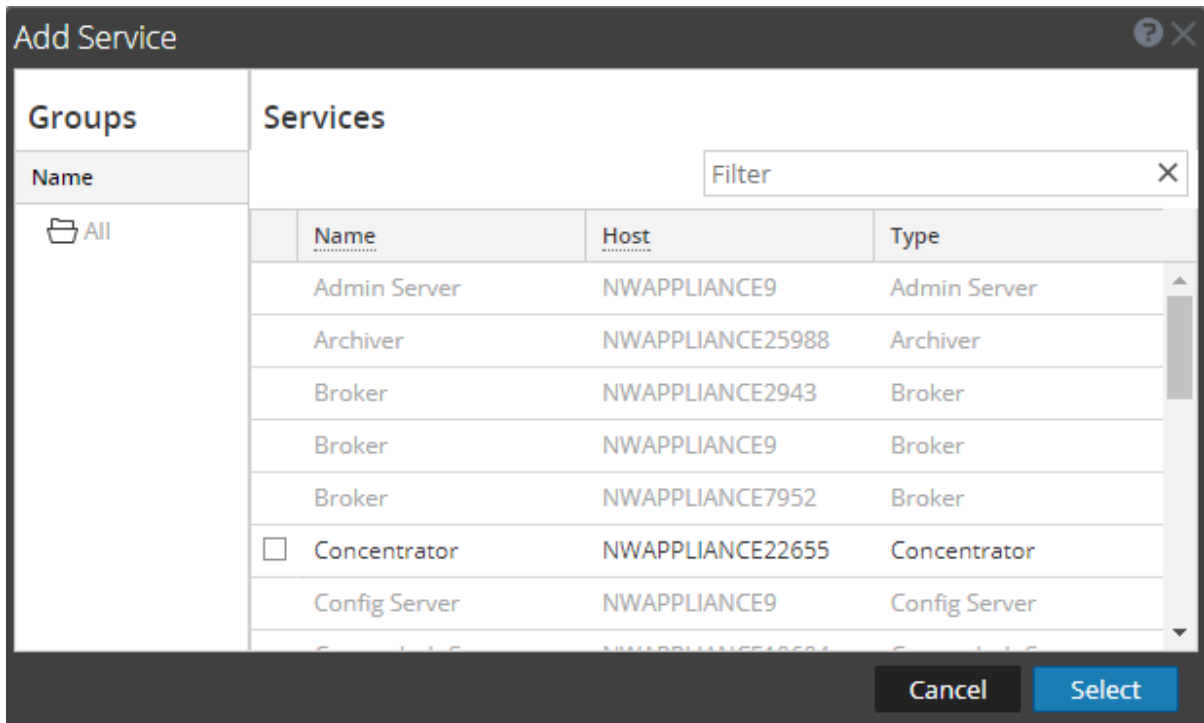 Add Service
Groups
Services
Name
Filter
All
Name Host Type
Admin Server NWAPPLIANCE9 Admin Server
Archiver NWAPPLIANCE25988 Archiver
Broker NWAPPLIANCE2943 Broker
Broker NWAPPLIANCE9 Broker
Broker NWAPPLIANCE7952 Broker
Concentrator NWAPPLIANCE22655 Concentrator
Config Server NWAPPLIANCE9 Config Server
Cancel Select